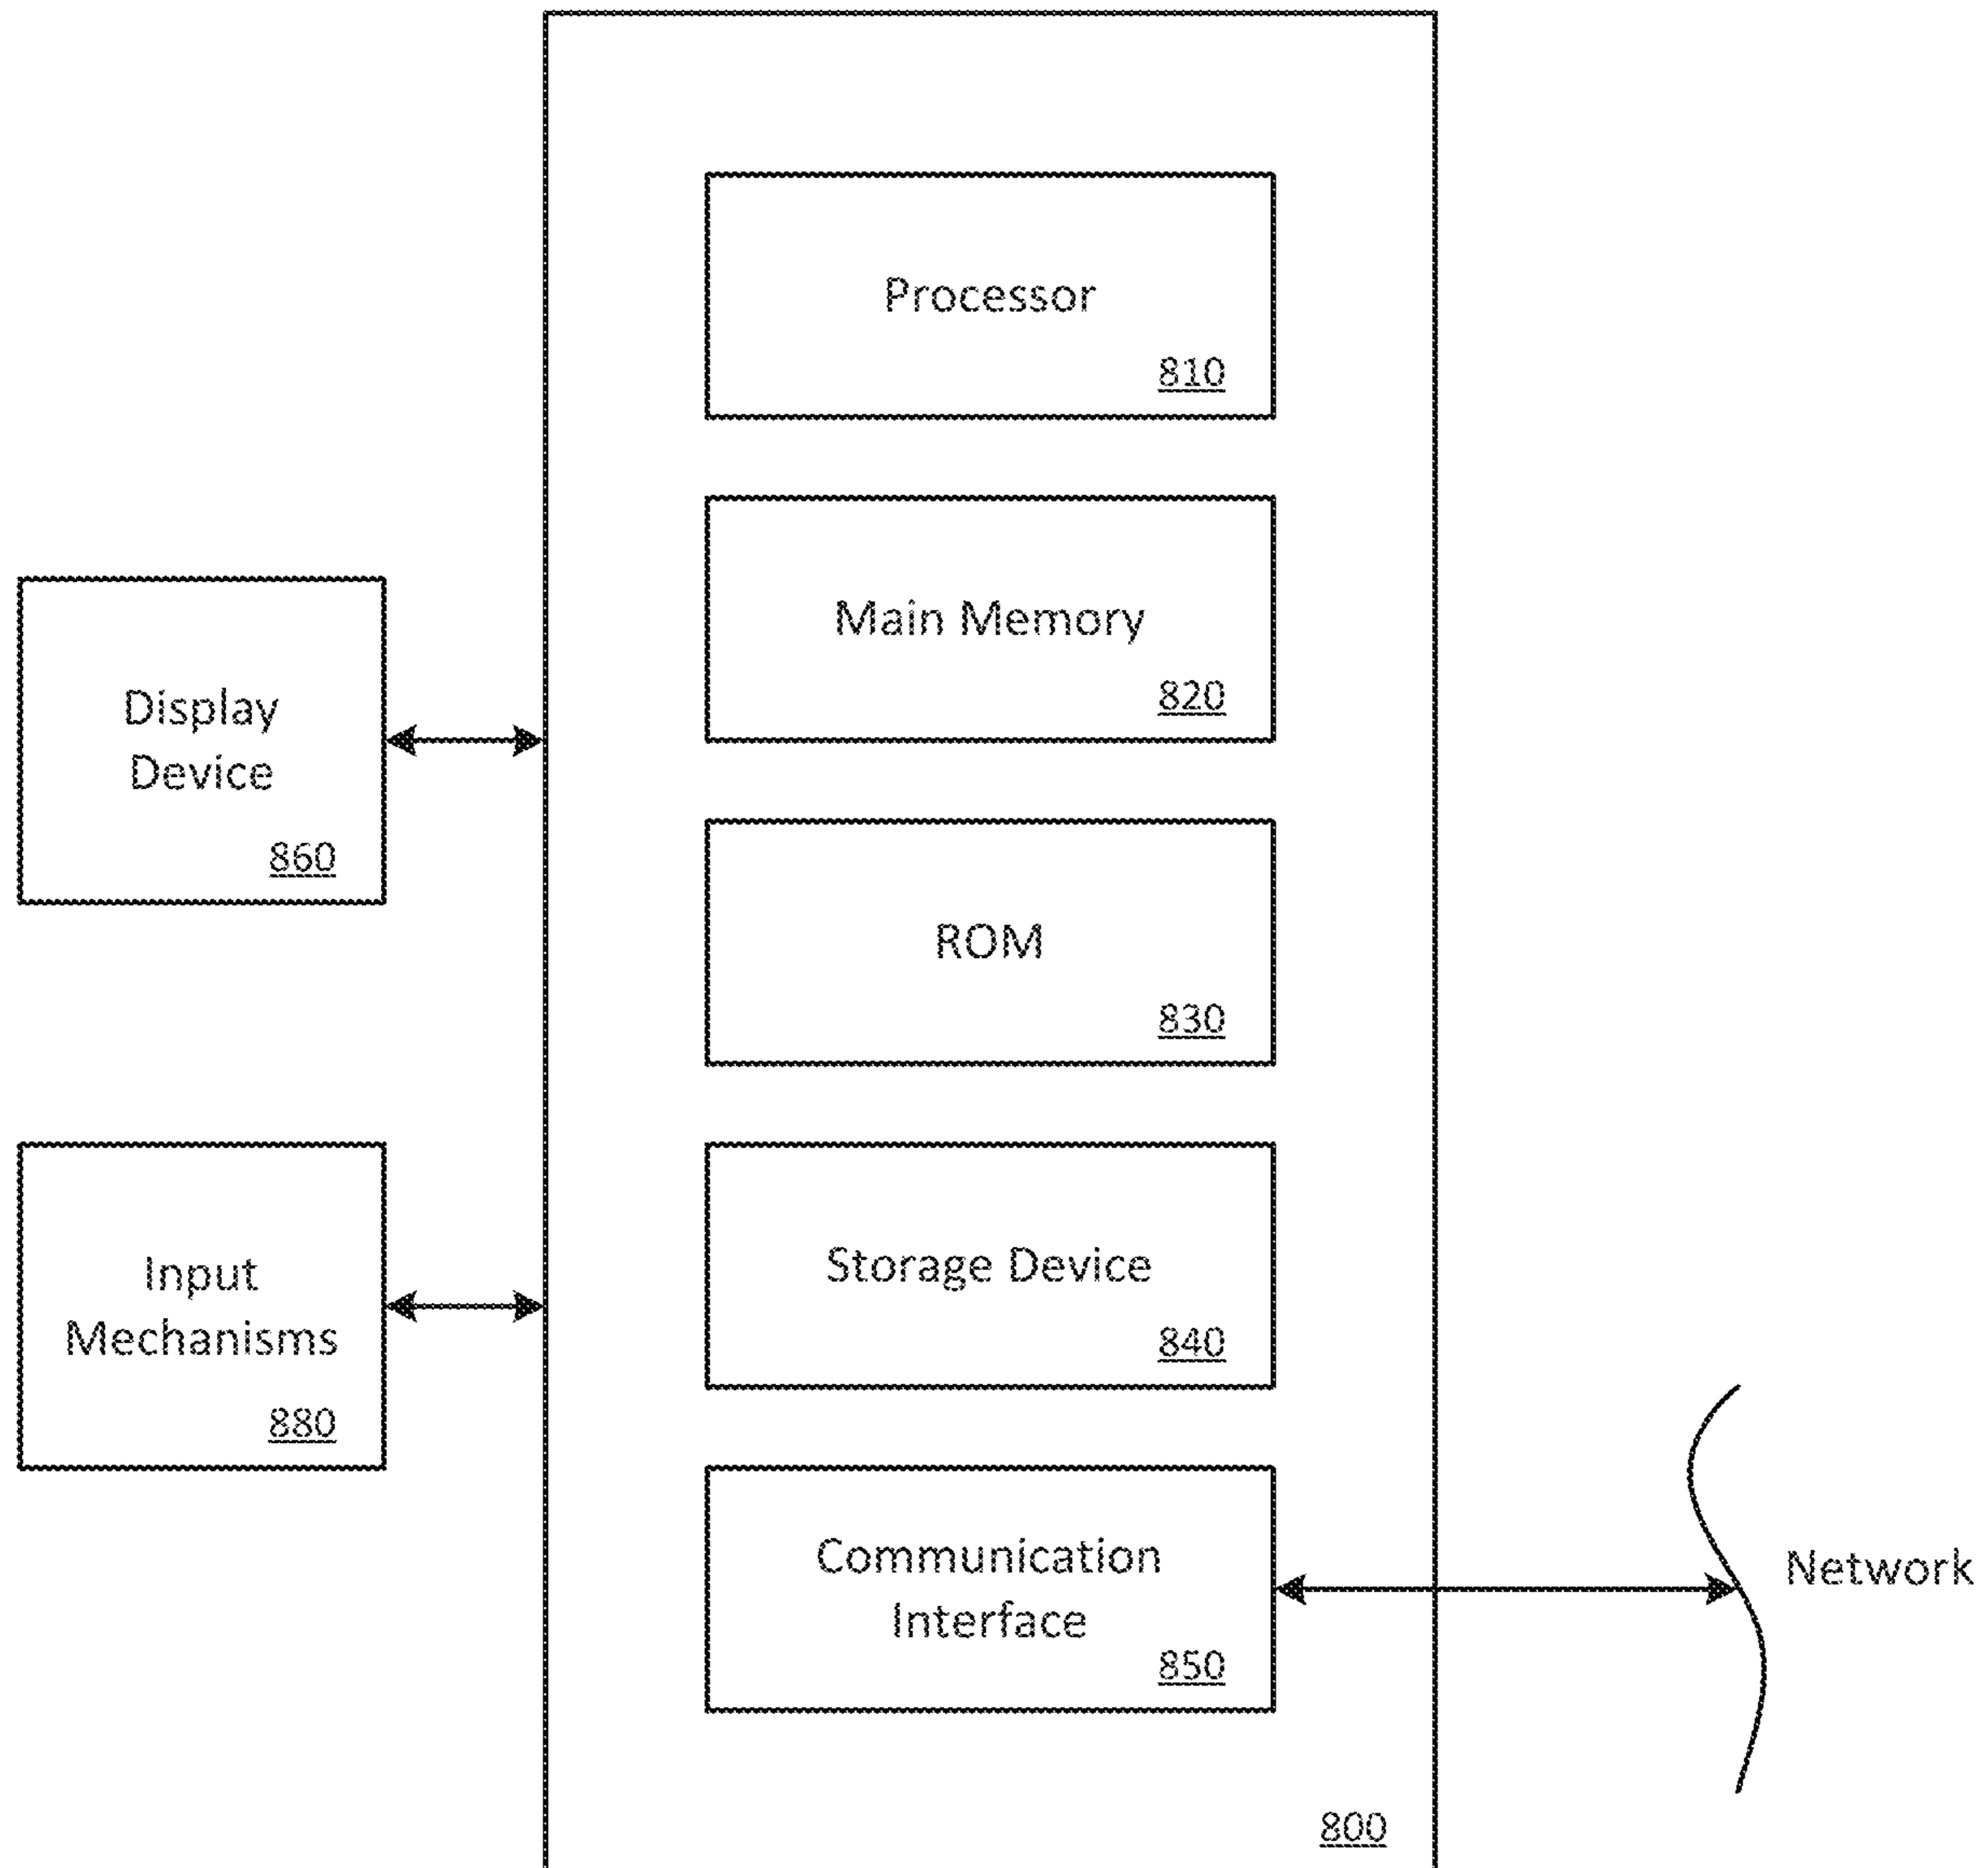 Processor
810
Main Memory
820
Display
Device
860
ROM
830
Input
Mechanisms
880
Storage Device
840
Communication
Interface
850
Network
800